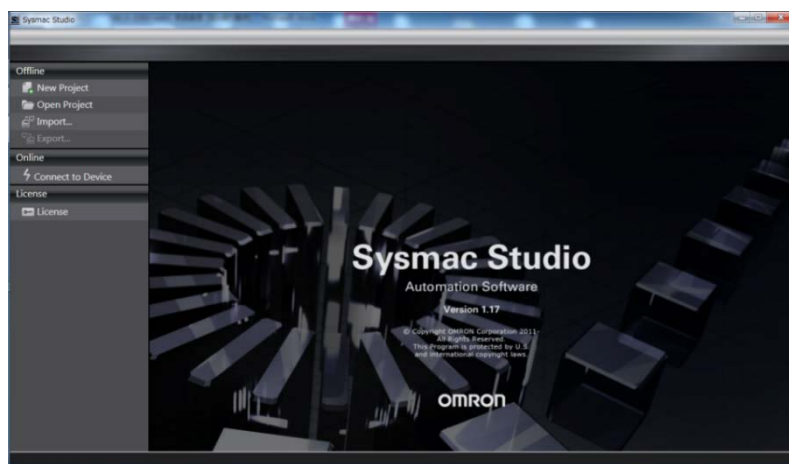 Sysmac Studio
Offline
New Project
Open Project
Import...
Export...
Online
Connect to Device
License
License
Sysmac Studio
Automation Software
Version 1.17
© Copyright OMRON Corporation 2011-
All Rights Reserved.
This Program is protected by U.S.
and international copyright laws.
OMRON